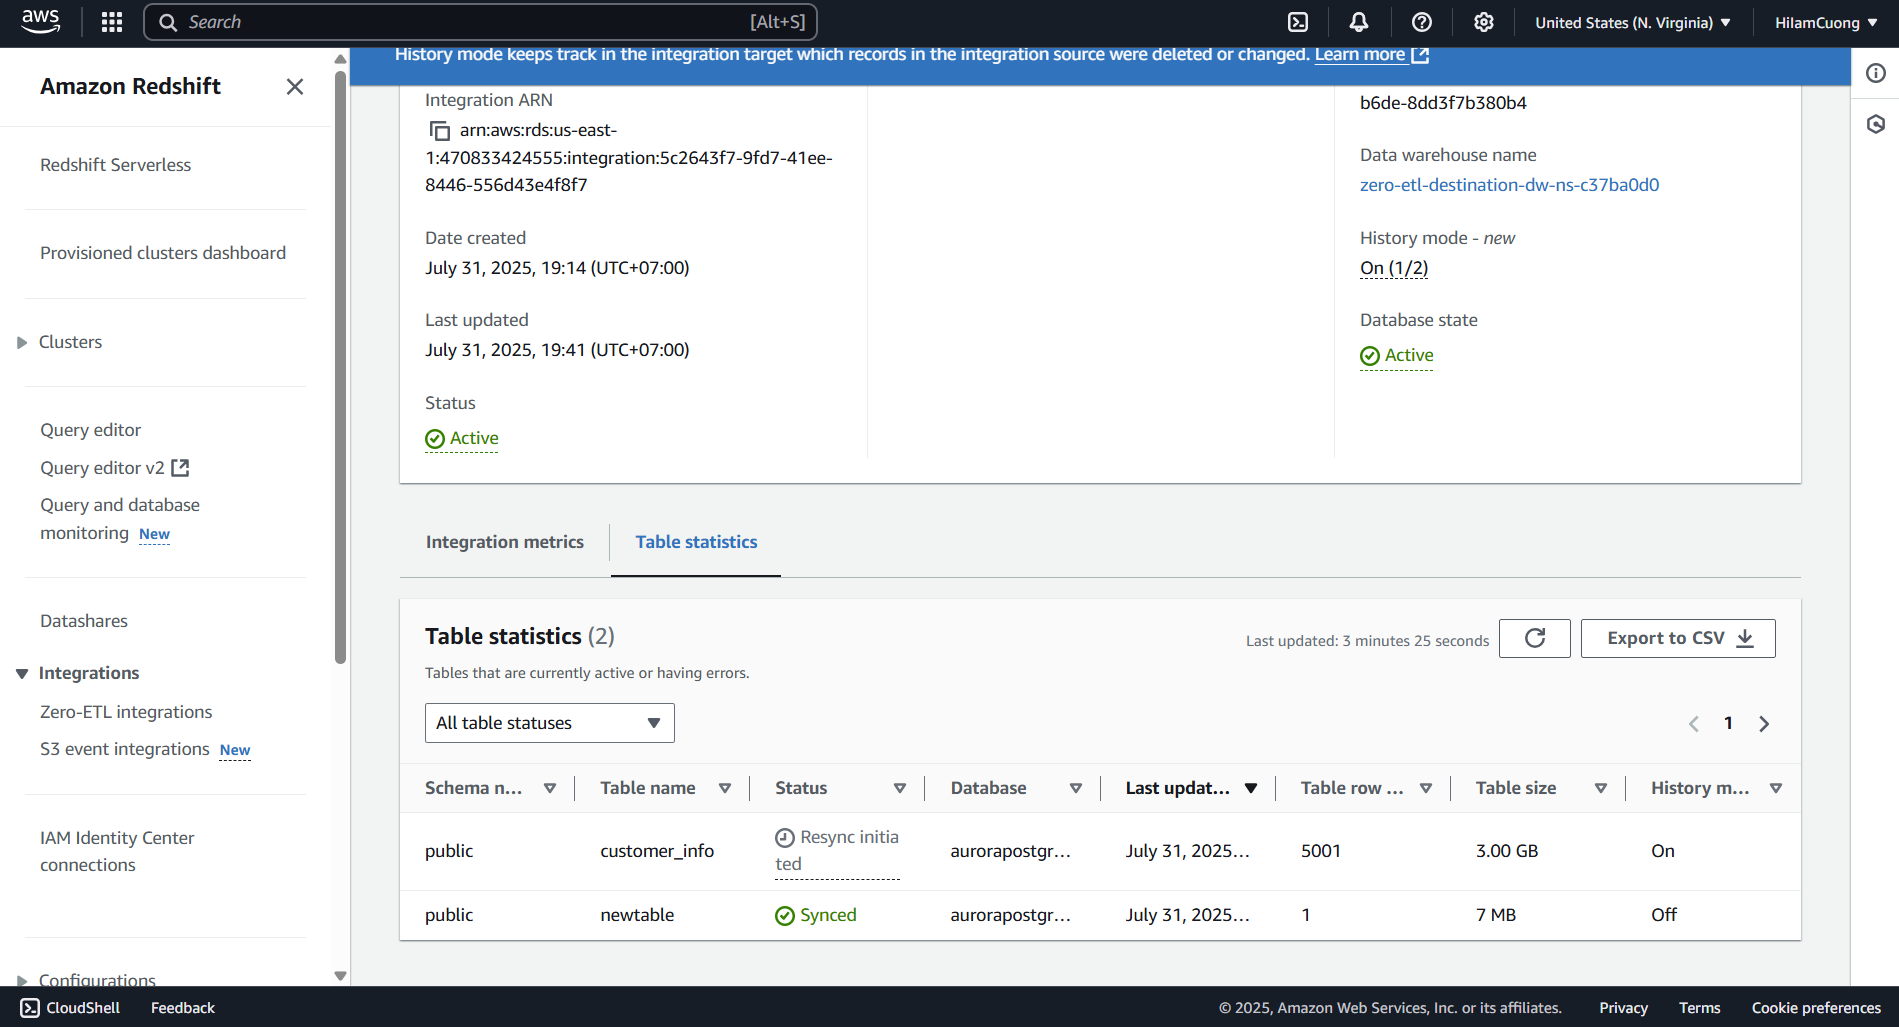 aws
Search
[Alt+S]
United States (N. Virginia)
HilamCuong
Amazon Redshift
Redshift Serverless
Provisioned clusters dashboard
Clusters
Query editor
Query editor v2
Query and database
monitoring New
Datashares
Integrations
Zero-ETL integrations
S3 event integrations New
IAM Identity Center
connections
Configurations
History mode keeps track in the integration target which records in the integration source were deleted or changed. Learn more
Integration ARN
arn:aws:rds:us-east-
1:470833424555:integration:5c2643f7-9fd7-41ee-
8446-556d43e4f8f7
Date created
July 31, 2025, 19:14 (UTC+07:00)
Last updated
July 31, 2025, 19:41 (UTC+07:00)
Status
Active
b6de-8dd3f7b380b4
Data warehouse name
zero-etl-destination-dw-ns-c37ba0d0
History mode - new
On (1/2)
Database state
Active
Integration metrics
Table statistics
Table statistics (2)
Tables that are currently active or having errors.
Last updated: 3 minutes 25 seconds
Export to CSV
All table statuses
1
Schema n... Table name Status Database Last updat... Table row ... Table size History m...
public customer_info Resync initia
ted aurorapostgr... July 31, 2025... 5001 3.00 GB On
public newtable Synced aurorapostgr... July 31, 2025... 1 7 MB Off
CloudShell Feedback © 2025, Amazon Web Services, Inc. or its affiliates. Privacy Terms Cookie preferences